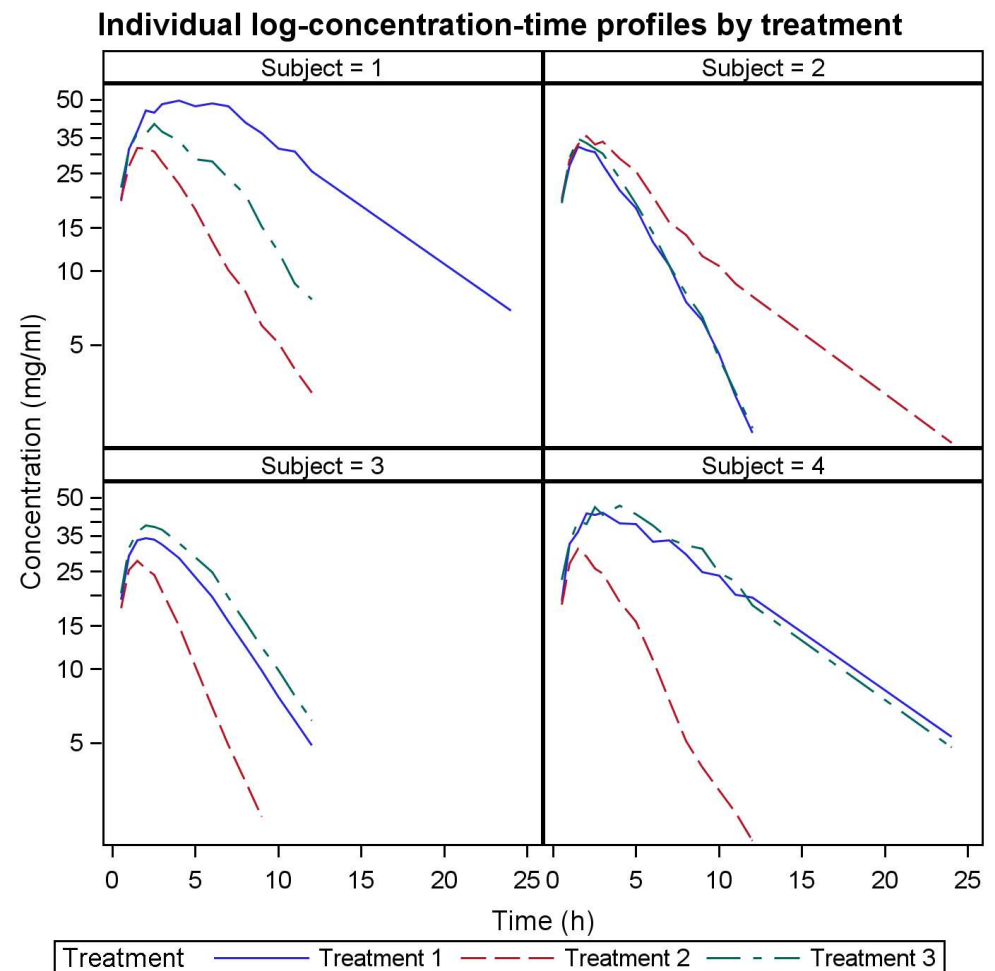 Individual log-concentration-time profiles by treatment
Subject = 1
Subject = 2
50
35
25
15
10
5
Subject = 3
Subject = 4
50
35
25
15
10
5
Concentration (mg/ml)
0 5 10 15 20 25 0 5 10 15 20 25
Time (h)
Treatment Treatment 1 Treatment 2 Treatment 3